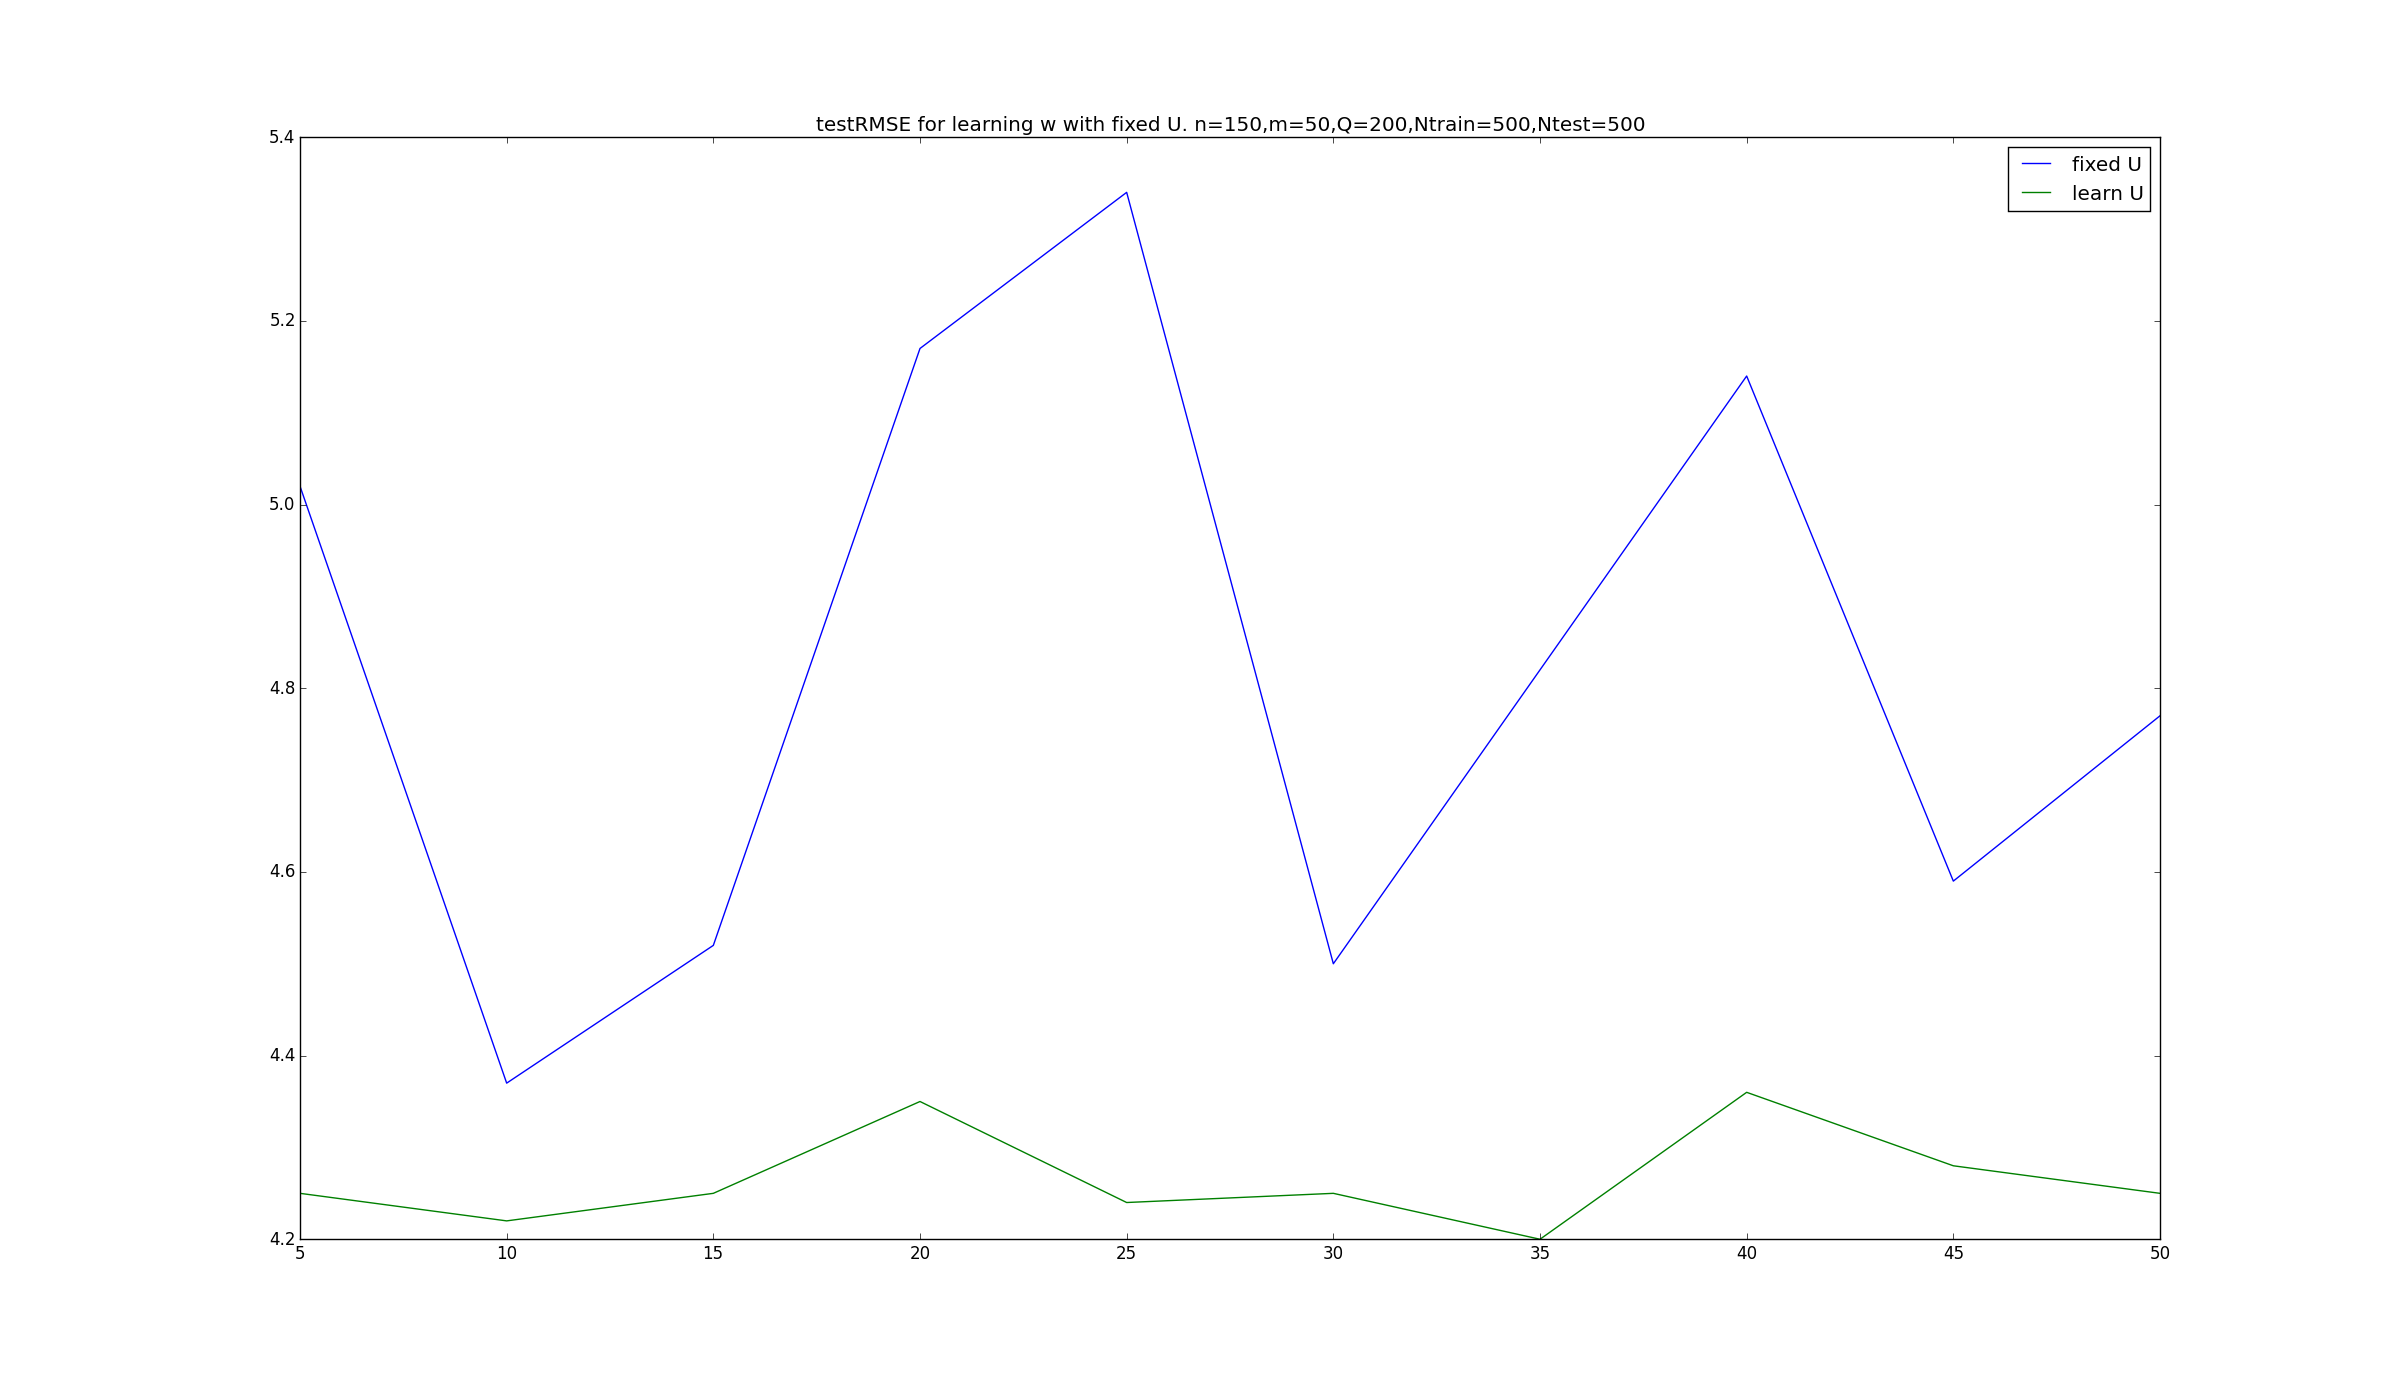 testRMSE for learning w with fixed U. n=150,m=50,Q=200,Ntrain=500,Ntest=500
5.4
fixed U
learn U
5.2
5.0
4.8
4.6
4.4
4.2
5 10 15 20 25 30 35 40 45 50